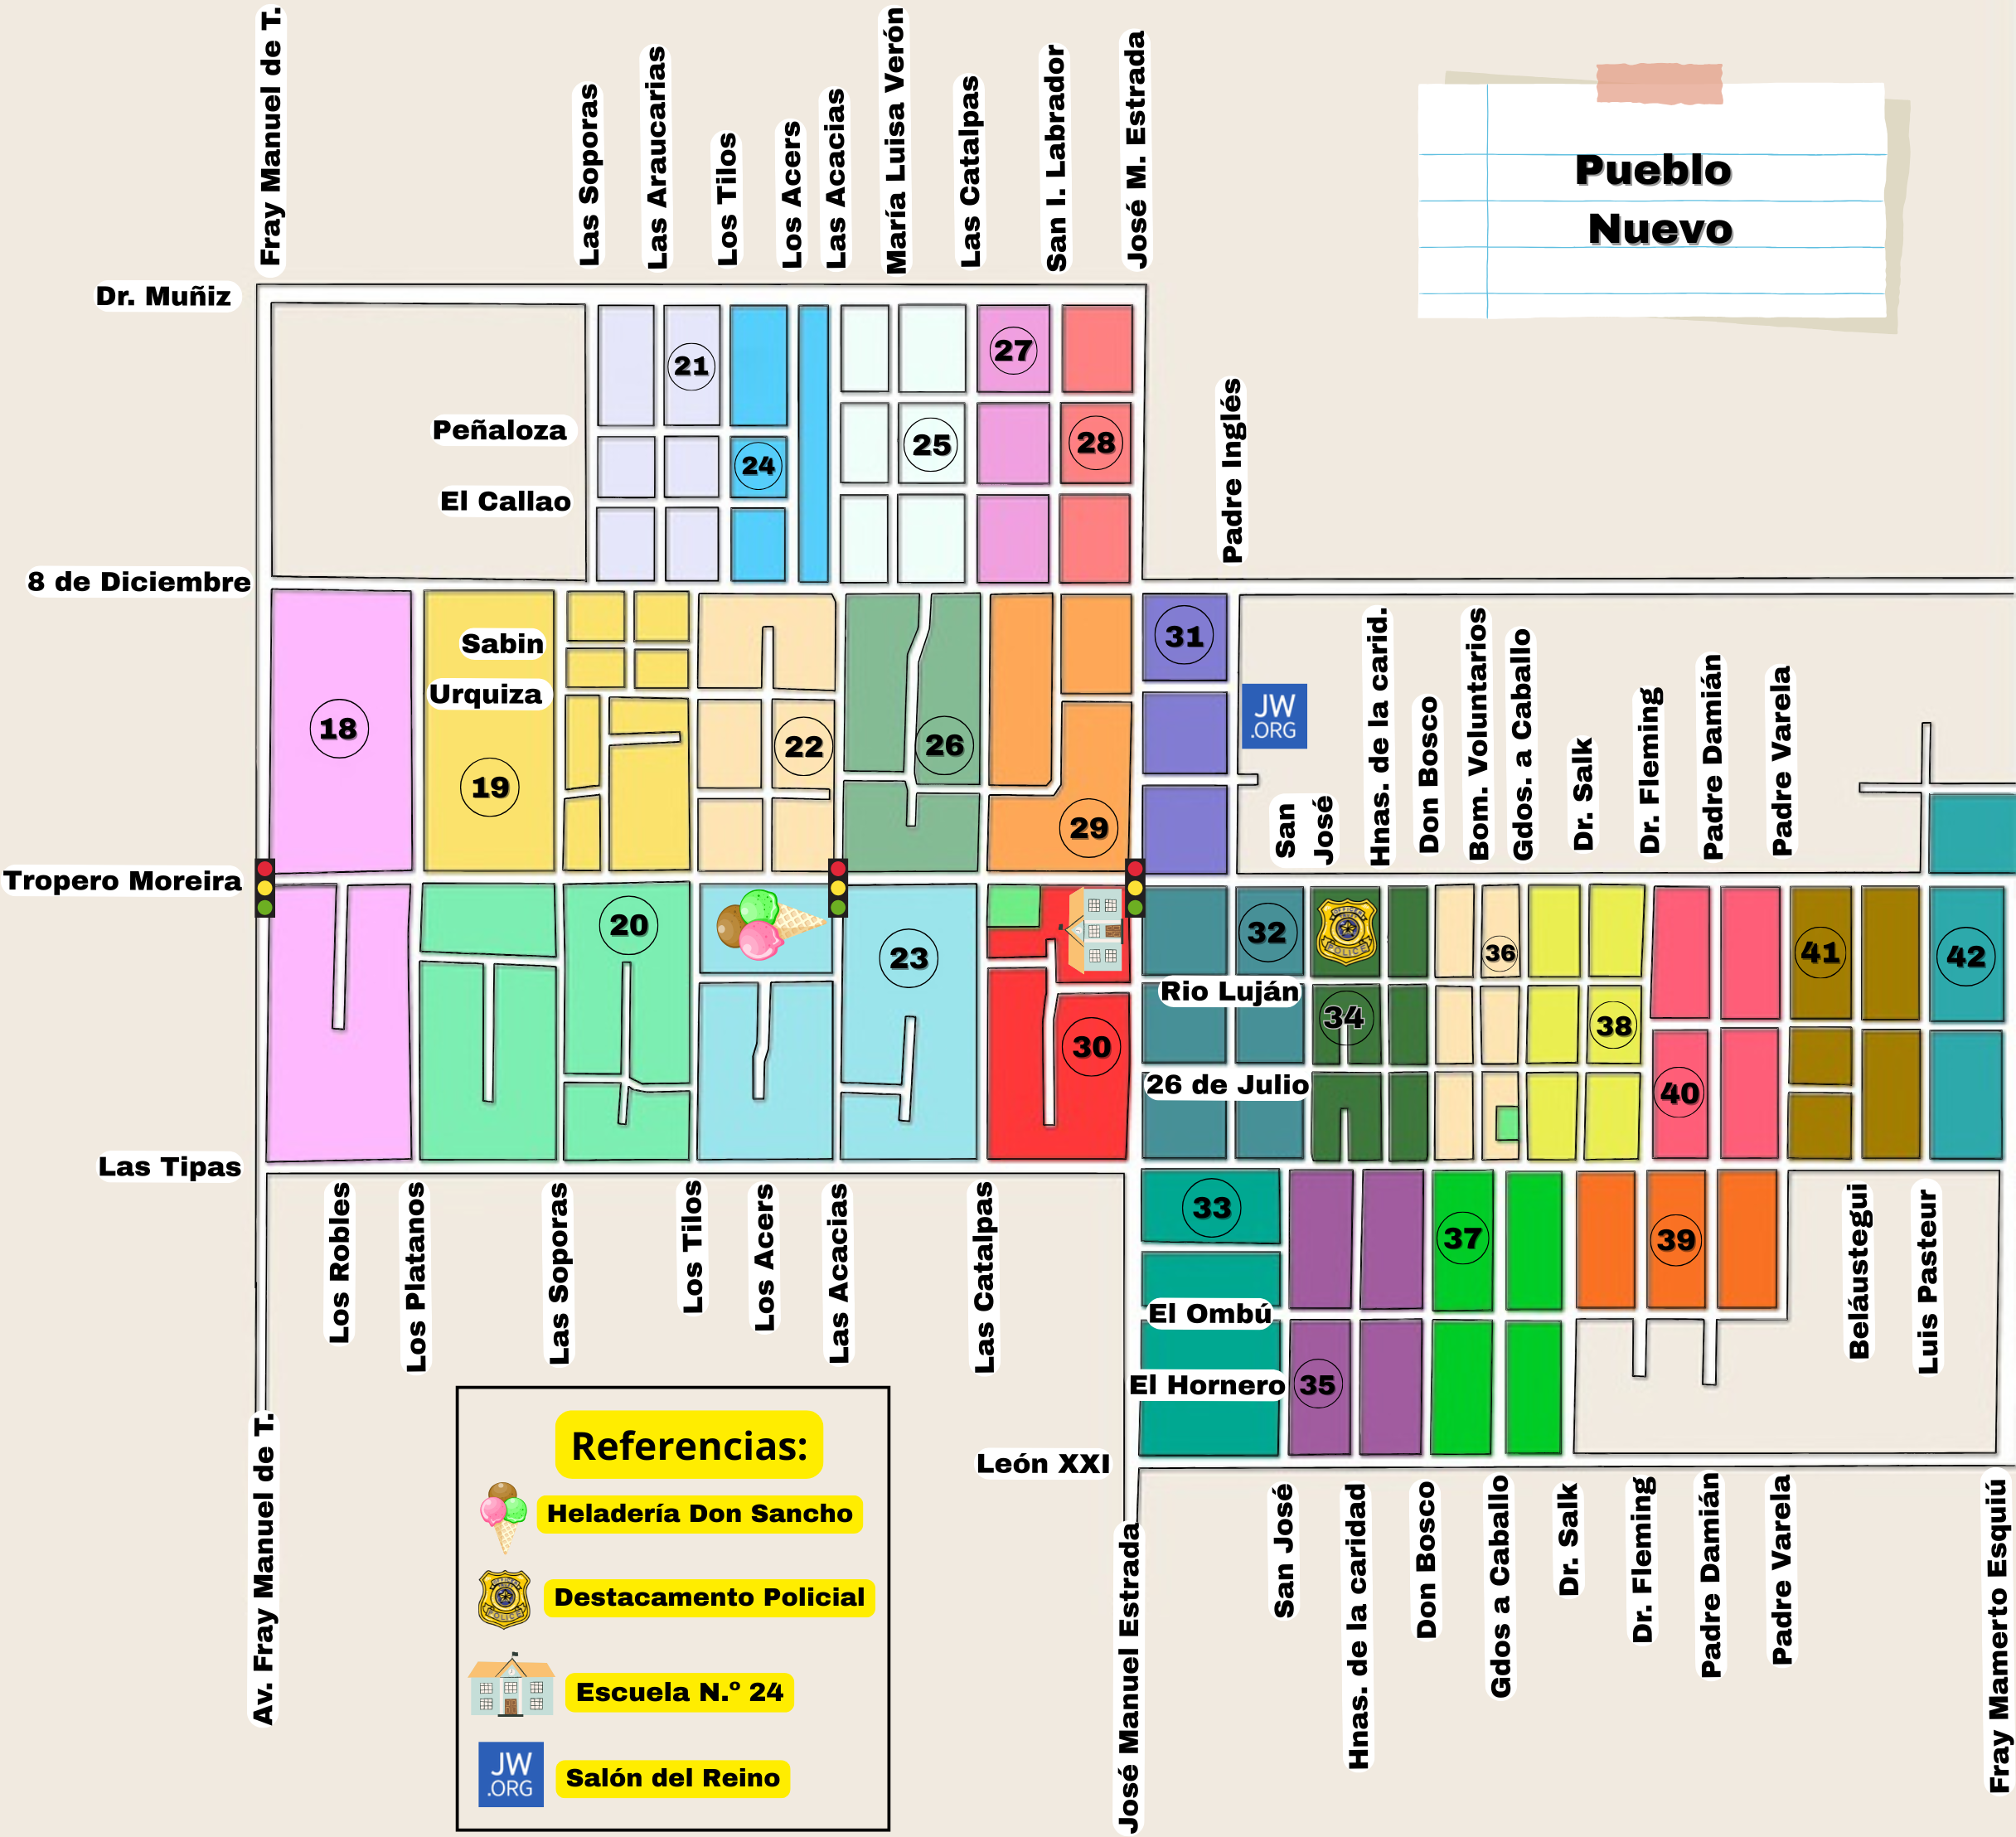 Fray Manuel de T.
Las Soporas
Las Araucarias
Los Tilos
Los Acers
Las Acacias
María Luisa Verón
Las Catalpas
San I. Labrador
José M. Estrada
Pueblo
Nuevo
Dr. Muñiz
21
27
Padre Inglés
Peñaloza
25
28
24
El Callao
8 de Diciembre
Sabin
31
Urquiza
18
19
22
26
29
JW
.ORG
San
José
Hnas. de la carid.
Don Bosco
Bom. Voluntarios
Gdos. a Caballo
Dr. Salk
Dr. Fleming
Padre Damián
Padre Varela
Tropero Moreira
20
23
30
32
POLICE
36
41
42
Rio Luján
34
38
26 de Julio
40
Las Tipas
Los Robles
Los Platanos
Las Soporas
Los Tilos
Los Acers
Las Acacias
Las Catalpas
33
37
39
Beláustegui
Luis Pasteur
El Ombú
El Hornero
35
León XXI
Av. Fray Manuel de T.
José Manuel Estrada
San José
Hnas. de la caridad
Don Bosco
Gdos a Caballo
Dr. Salk
Dr. Fleming
Padre Damián
Padre Varela
Fray Mamerto Esquiú
Referencias:
Heladería Don Sancho
POLICE
Destacamento Policial
Escuela N.º 24
JW
.ORG
Salón del Reino